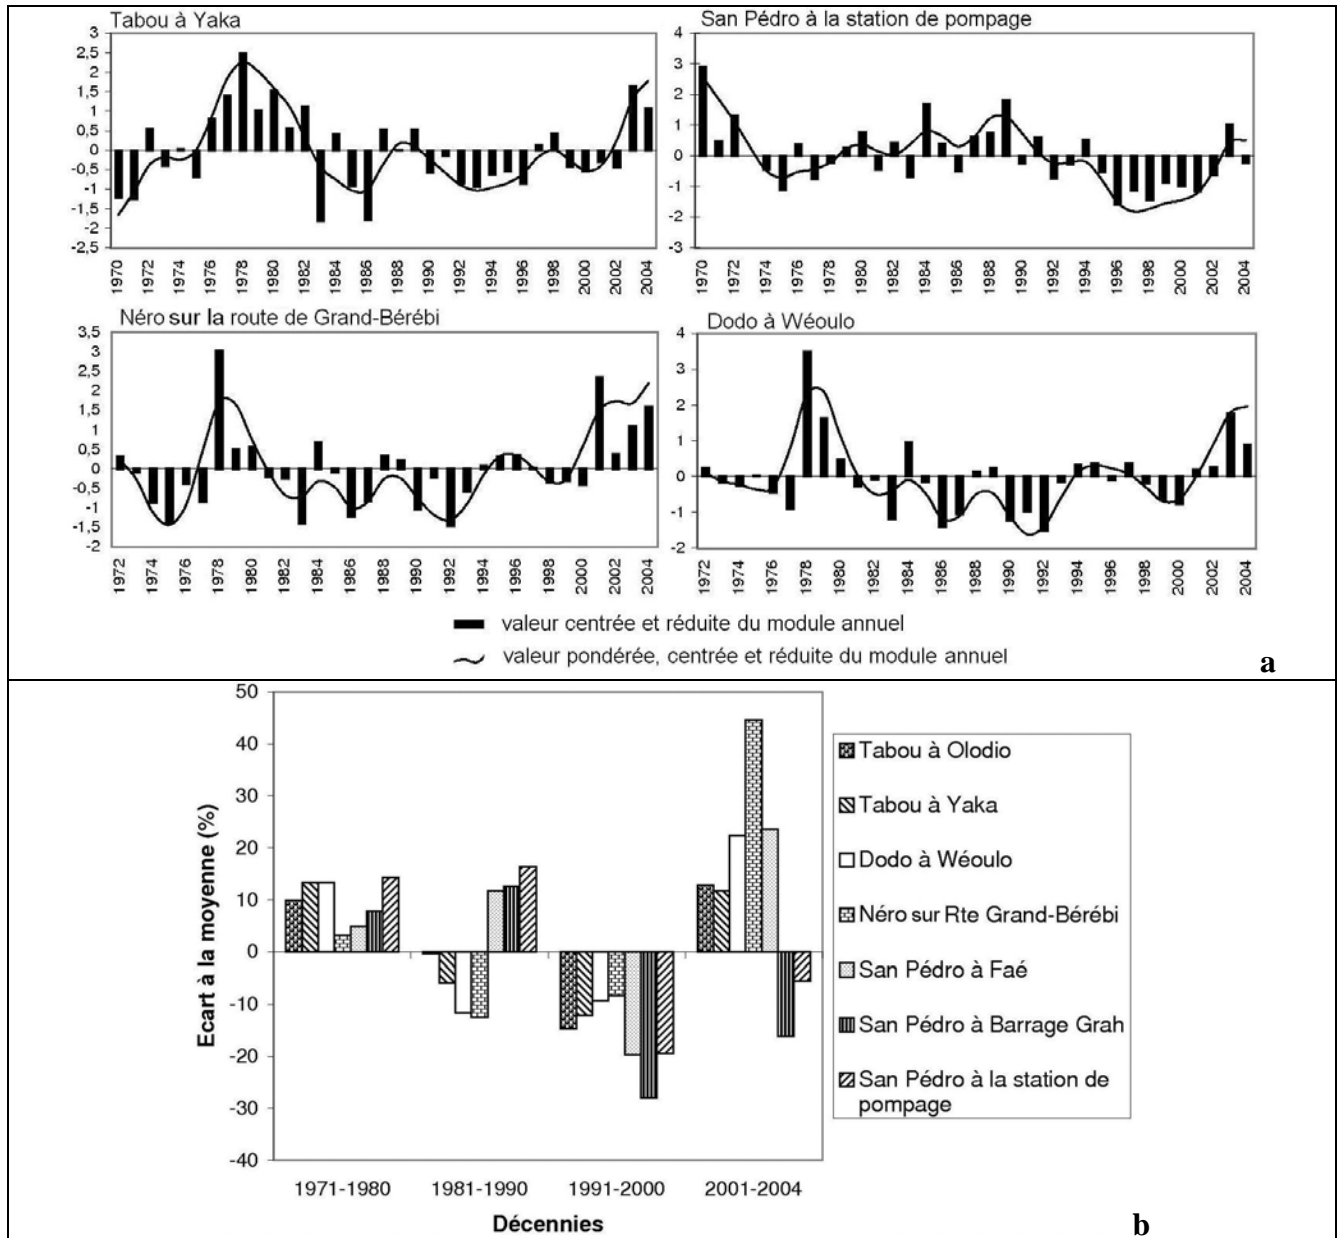 Tabou à Yaka
3
2,5
2
1,5
1
0,5
0
-0,5
-1
-1,5
-2
-2,5
1970 1972 1974 1976 1978 1980 1982 1984 1986 1988 1990 1992 1994 1996 1998 2000 2002 2004
San Pédro à la station de pompage
4
3
2
1
0
-1
-2
-3
1970 1972 1974 1976 1978 1980 1982 1984 1986 1988 1990 1992 1994 1996 1998 2000 2002 2004
Néro sur la route de Grand-Bérébi
3,5
3
2,5
2
1,5
1
0,5
0
-0,5
-1
-1,5
-2
1972 1974 1976 1978 1980 1982 1984 1986 1988 1990 1992 1994 1996 1998 2000 2002 2004
Dodo à Wéoulo
4
3
2
1
0
-1
-2
1972 1974 1976 1978 1980 1982 1984 1986 1988 1990 1992 1994 1996 1998 2000 2002 2004
valeur centrée et réduite du module annuel
valeur pondérée, centrée et réduite du module annuel
a
Ecart à la moyenne (%)
50
40
30
20
10
0
-10
-20
-30
-40
1971-1980 1981-1990 1991-2000 2001-2004
Décennies
Tabou à Olodio
Tabou à Yaka
Dodo à Wéoulo
Néro sur Rte Grand-Bérébi
San Pédro à Faé
San Pédro à Barrage Grah
San Pédro à la station de
pompage
b